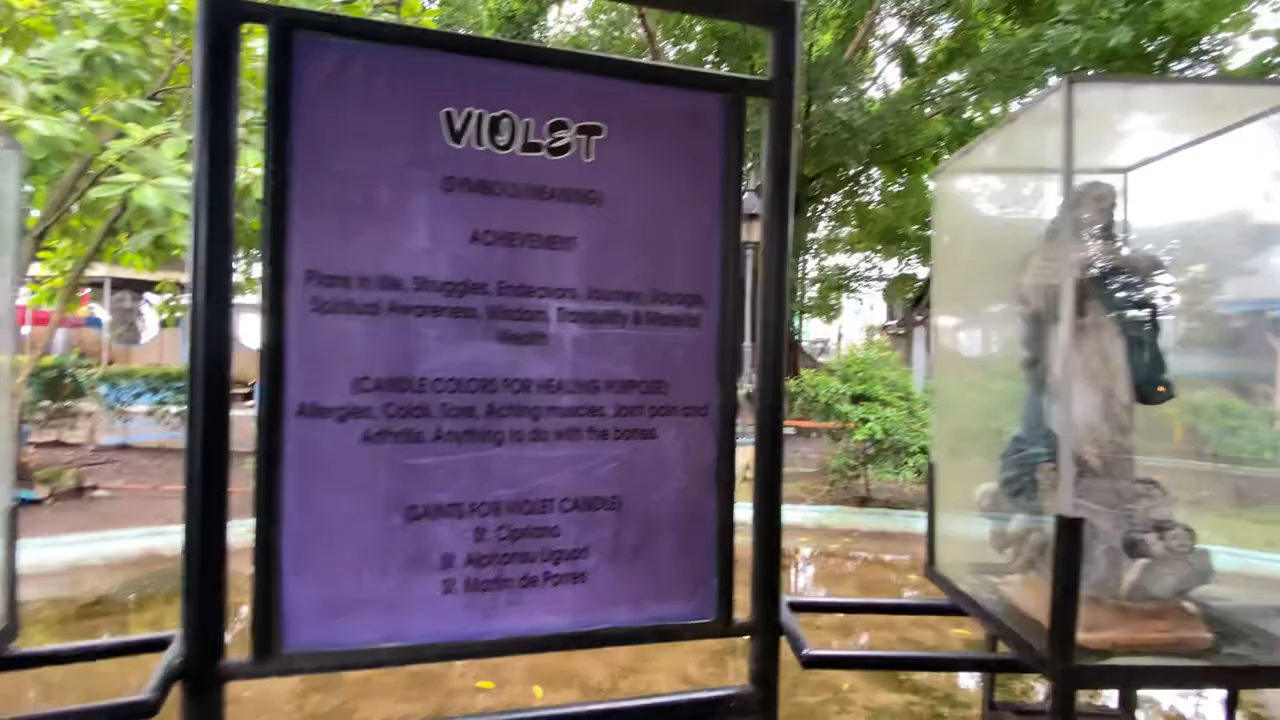 VIOLET
(SYMBOLIS/MEANING)
ACHIEVEMENT
Plans in life, Struggles, Endeavors, Journey, Voyage,
Spiritual Awareness, Wisdom, Tranquility & Material
Wealth
(CANDLE COLORS FOR HEALING PURPOSE)
Allergies, Colds, Sore, Aching muscles, Joint pain and
Arthritis. Anything to do with the bones.
(SAINTS FOR VIOLET CANDLE)
St. Cipriano
St. Alphonsu Liguori
St. Martin de Porres